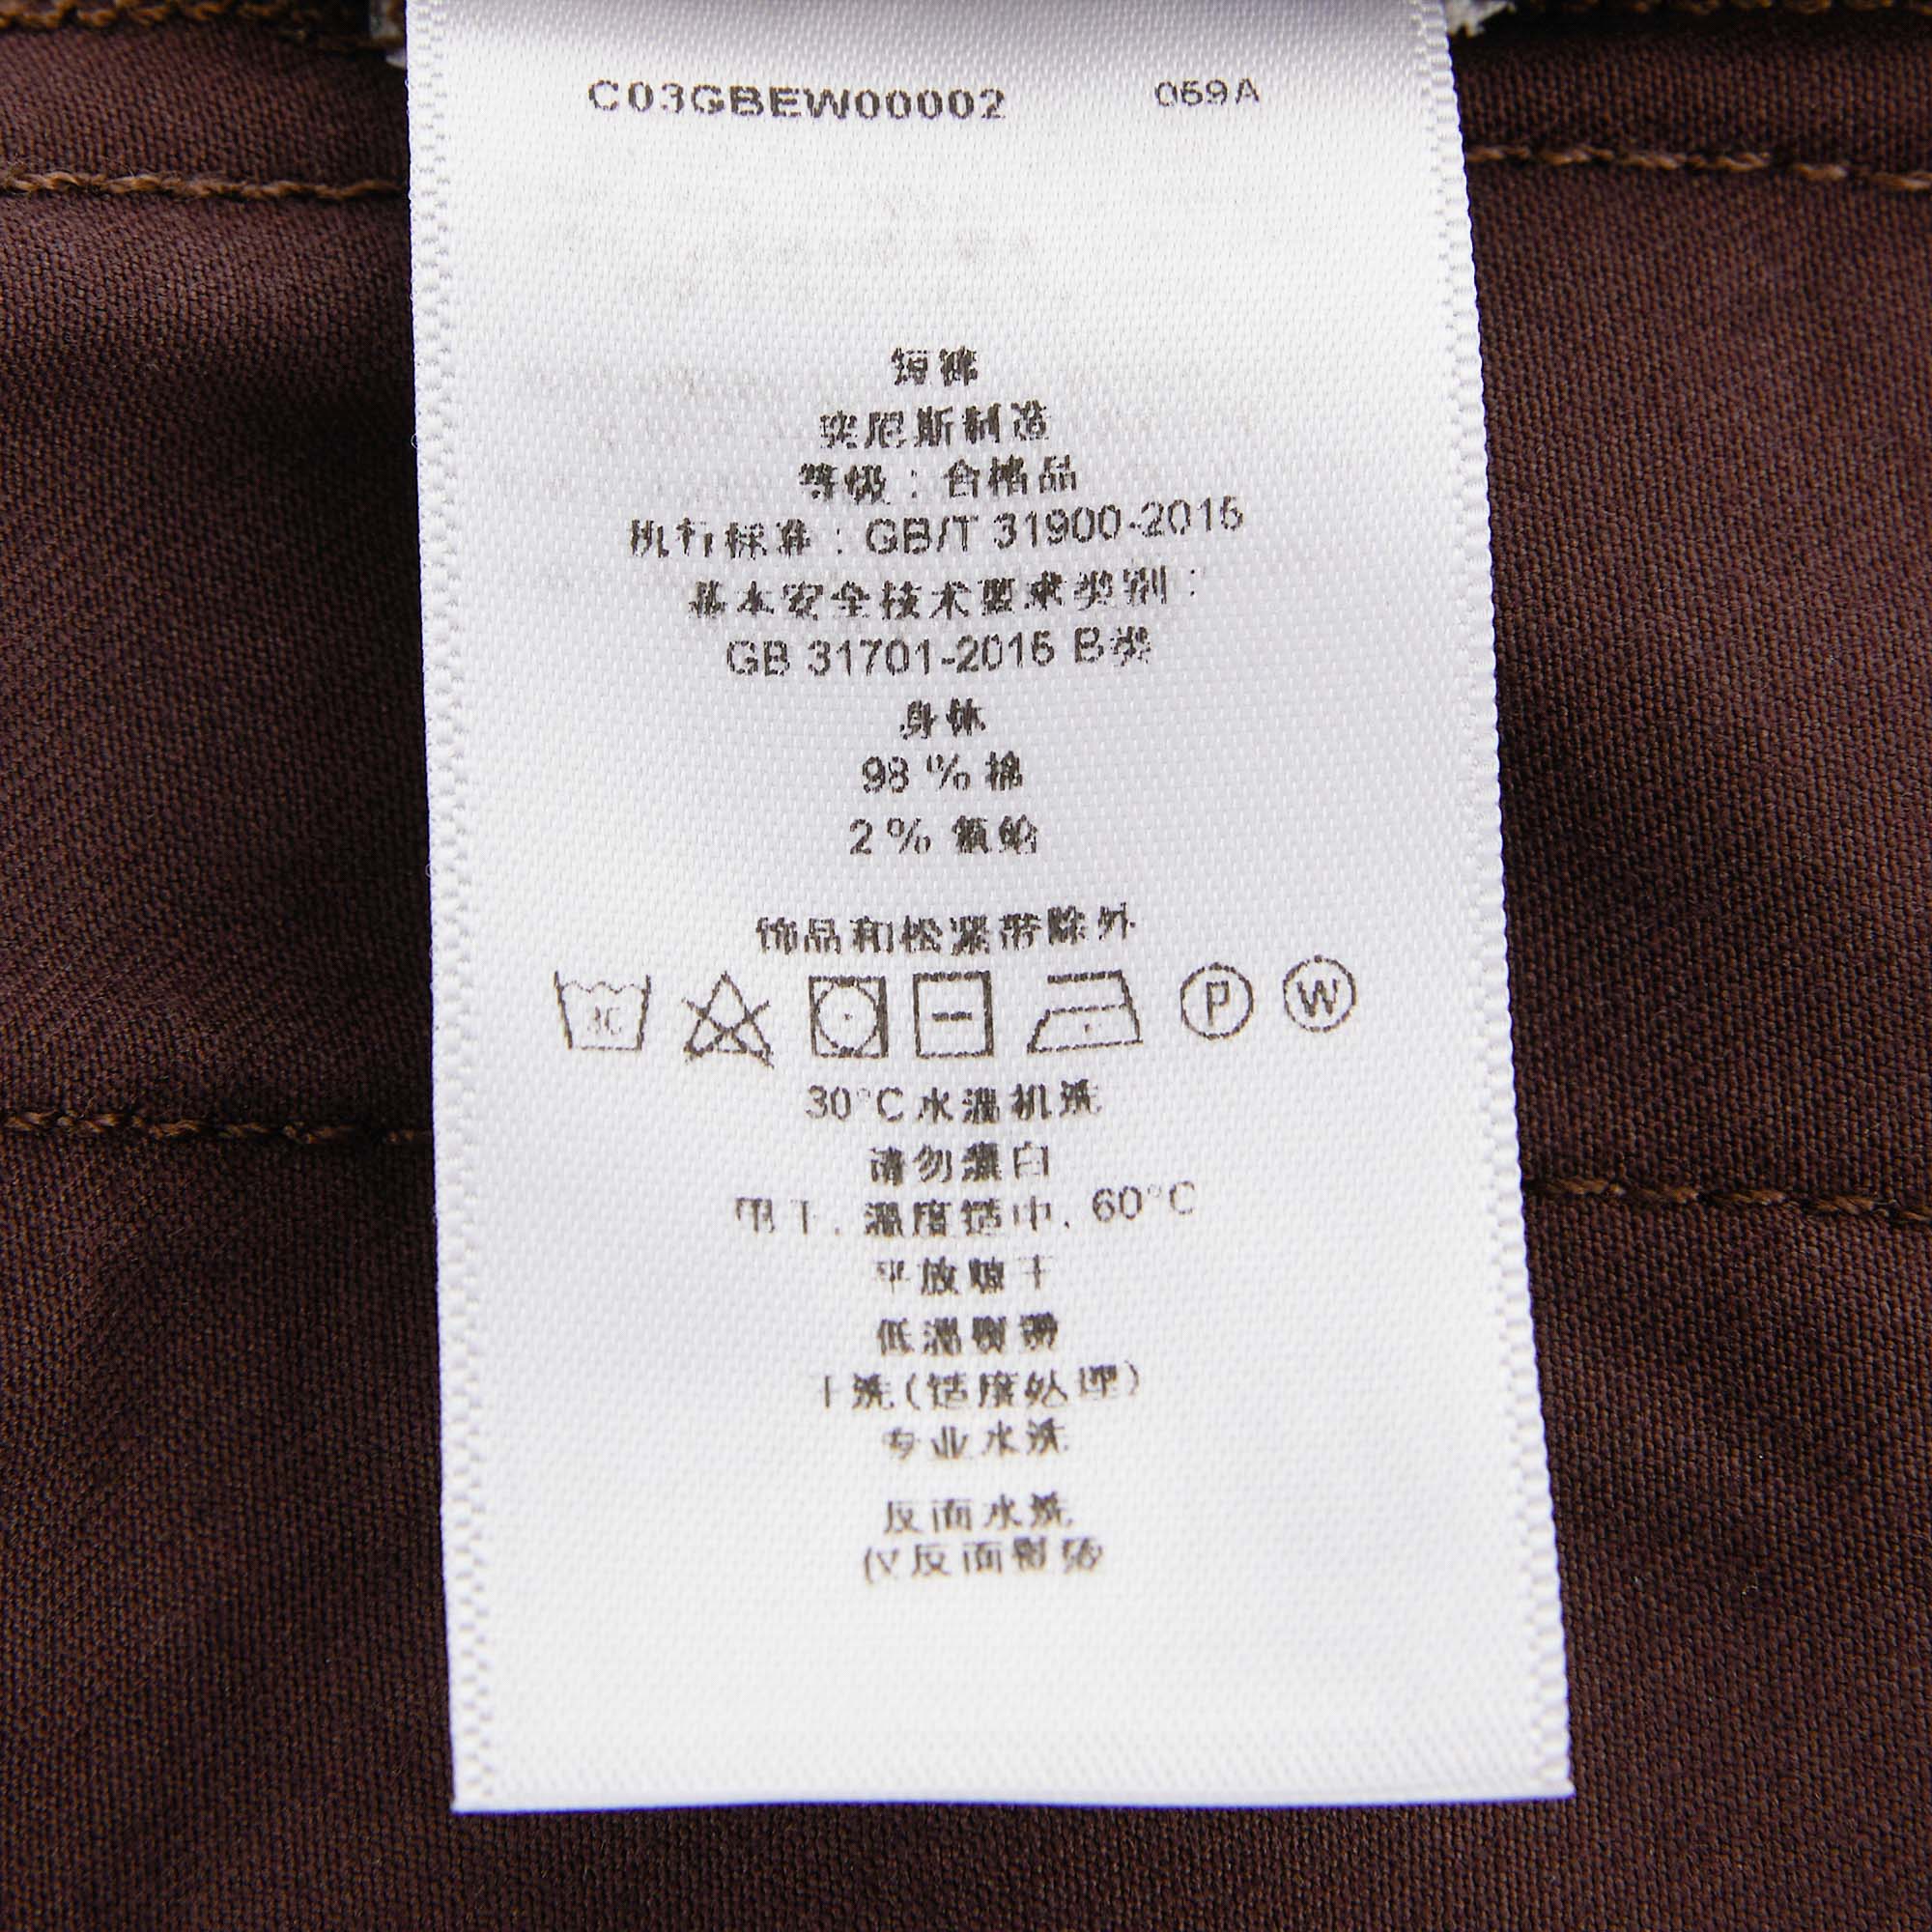 C03GBEW00002 059A
短裤
突尼斯制造
等级：合格品
执行标准：GB/T 31900-2015
基本安全技术要求类别：
GB 31701-2015 B类
身体
98 % 棉
2 % 氨纶
饰品和松紧带除外
30
P
W
30°C 水温机洗
请勿漂白
甩干, 温度适中, 60°C
平放晾干
低温熨烫
干洗(适度处理)
专业水洗
反面水洗
仅反面熨烫